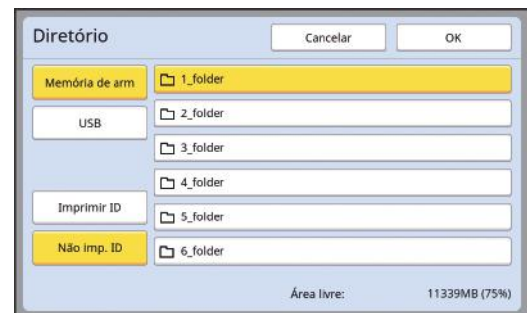 Diretório
Cancelar
OK
Memória de arm
USB
Imprimir ID
Não imp. ID
1_folder
2_folder
3_folder
4_folder
5_folder
6_folder
Área livre: 11339MB (75%)